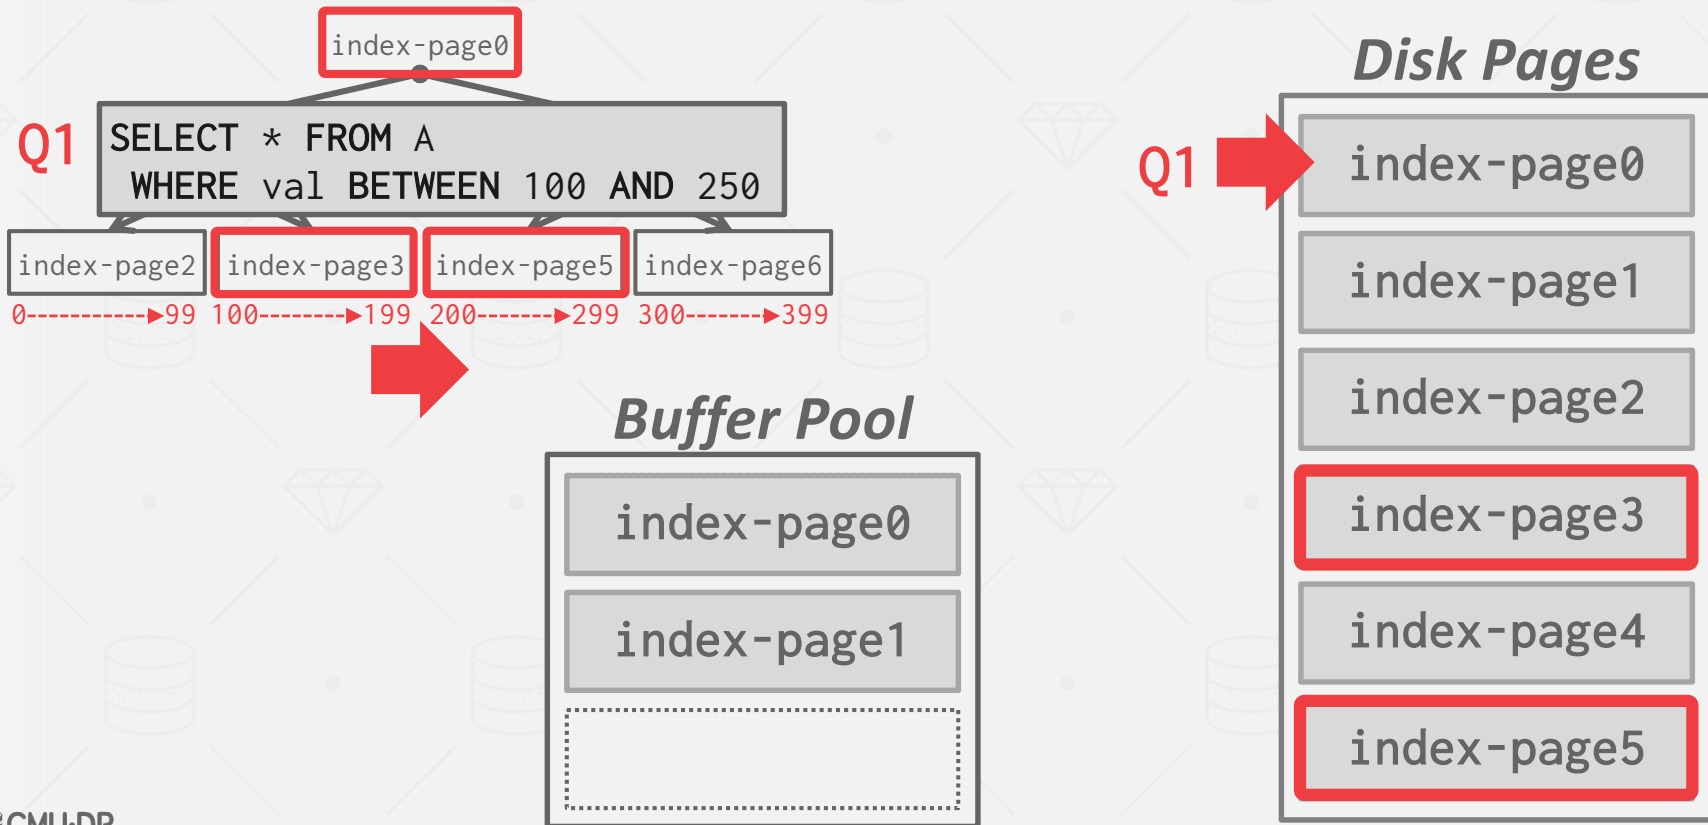 index-page0
Q1
SELECT * FROM A
WHERE val BETWEEN 100 AND 250
index-page2
index-page3
index-page5
index-page6
0 99
100 199
200 299
300 399
Buffer Pool
index-page0
index-page1
Disk Pages
Q1
index-page0
index-page1
index-page2
index-page3
index-page4
index-page5